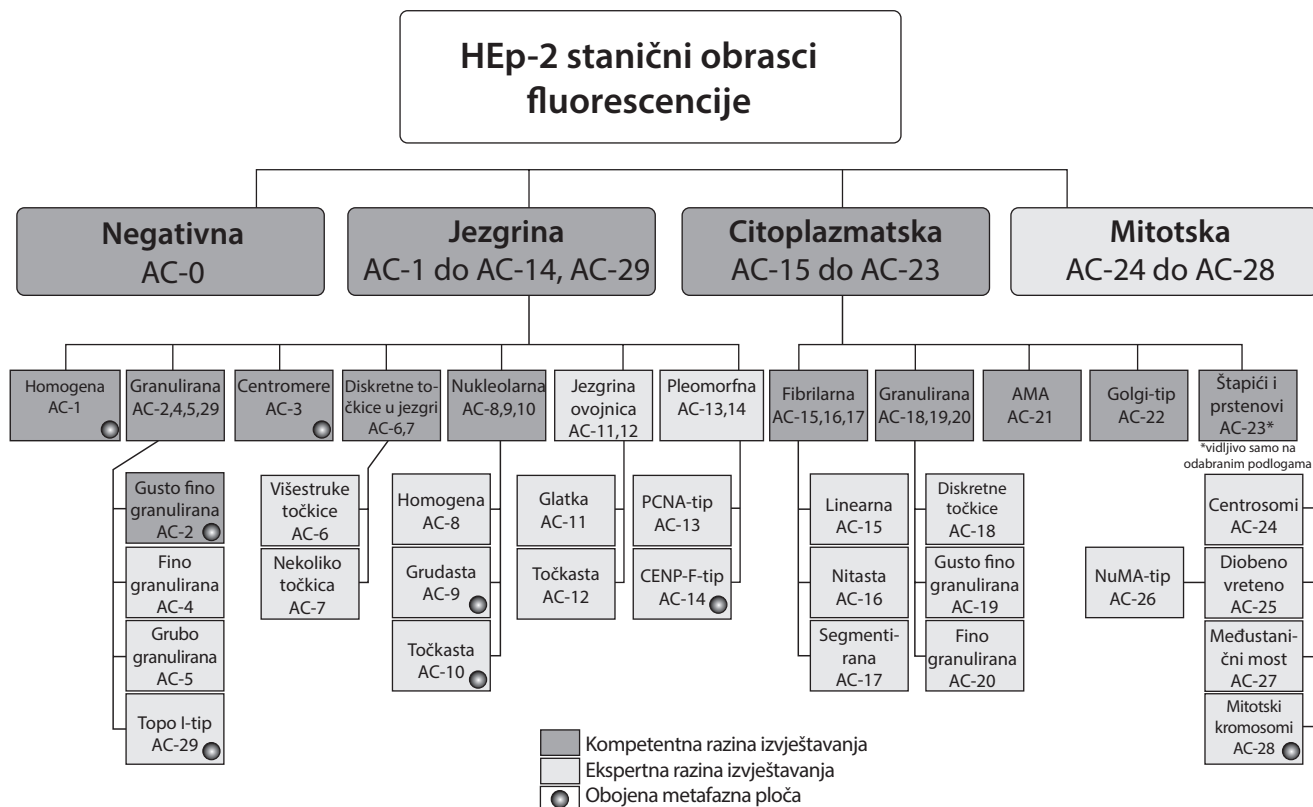 HEp-2 stanični obrasci
fluorescencije
Negativna
AC-0
Jezgrina
AC-1 do AC-14, AC-29
Citoplazmatska
AC-15 do AC-23
Mitotska
AC-24 do AC-28
Homogena
AC-1
Granulirana
AC-2,4,5,29
Centromere
AC-3
Diskretne to-
čkice u jezgri
AC-6,7
Nukleolarna
AC-8,9,10
Jezgrina
ovojnica
AC-11,12
Pleomorfna
AC-13,14
Fibrilarna
AC-15,16,17
Granulirana
AC-18,19,20
AMA
AC-21
Golgi-tip
AC-22
Štapići i
prstenovi
AC-23*
*vidljivo samo na
odabranim podlogama
Gusto fino
granulirana
AC-2
Fino
granulirana
AC-4
Grubo
granulirana
AC-5
Topo I-tip
AC-29
Višestruke
točkice
AC-6
Nekoliko
točkica
AC-7
Homogena
AC-8
Grudasta
AC-9
Točkasta
AC-10
Glatka
AC-11
Točkasta
AC-12
PCNA-tip
AC-13
CENP-F-tip
AC-14
Linearna
AC-15
Nitasta
AC-16
Segmenti-
rana
AC-17
Diskretne
točkice
AC-18
Gusto fino
granulirana
AC-19
Fino
granulirana
AC-20
Centrosomi
AC-24
Diobeno
vreteno
AC-25
NuMA-tip
AC-26
Međustani-
čni most
AC-27
Mitotski
kromosomi
AC-28
Kompetentna razina izvještavanja
Ekspertna razina izvještavanja
Obojena metafazna ploča